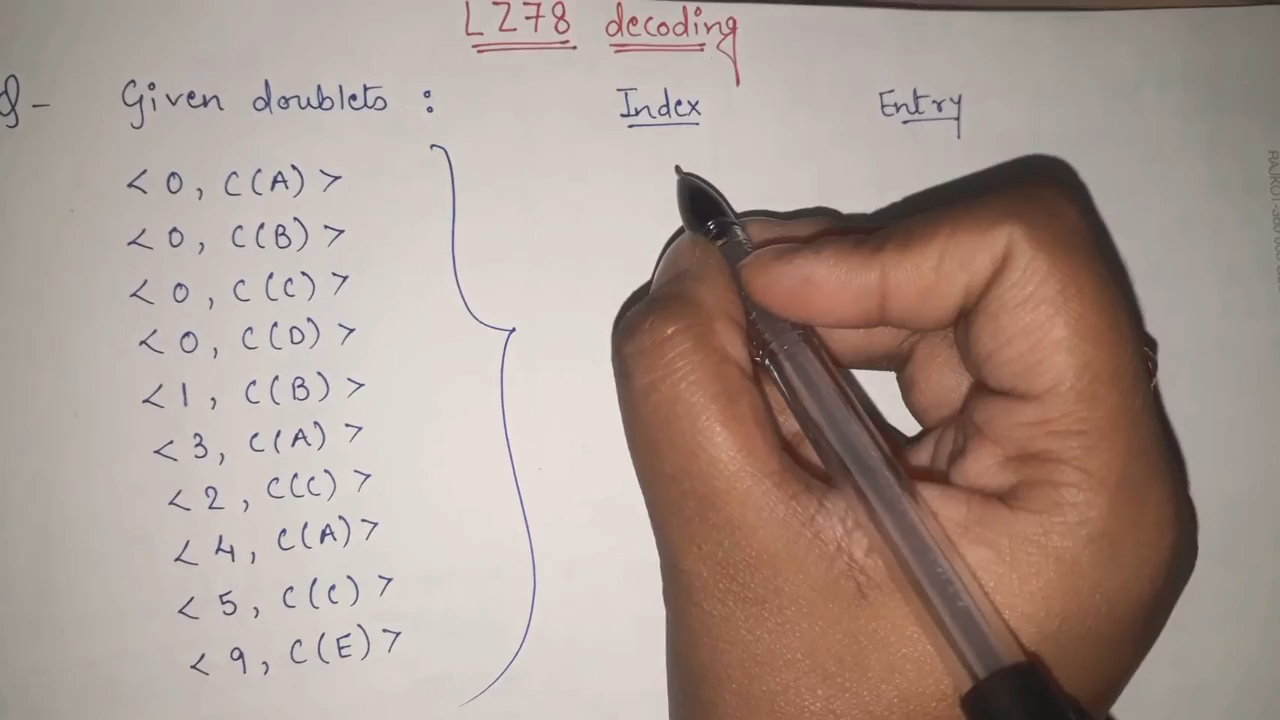 LZ78 decoding
Q- Given doublets : Index Entry
< 0, C(A) >
< 0, C(B) >
< 0, C(C) >
< 0, C(D) >
< 1, C(B) >
< 3, C(A) >
< 2, C(C) >
< 4, C(A) >
< 5, C(C) >
< 9, C(E) >